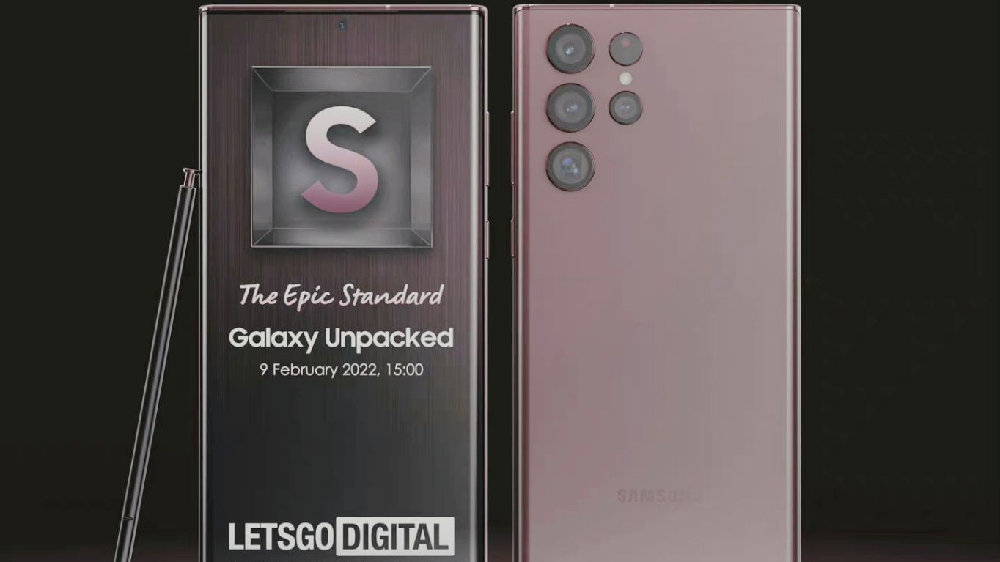 S
The Epic Standard
Galaxy Unpacked
9 February 2022, 15:00
LETSGO DIGITAL
SAMSUNG